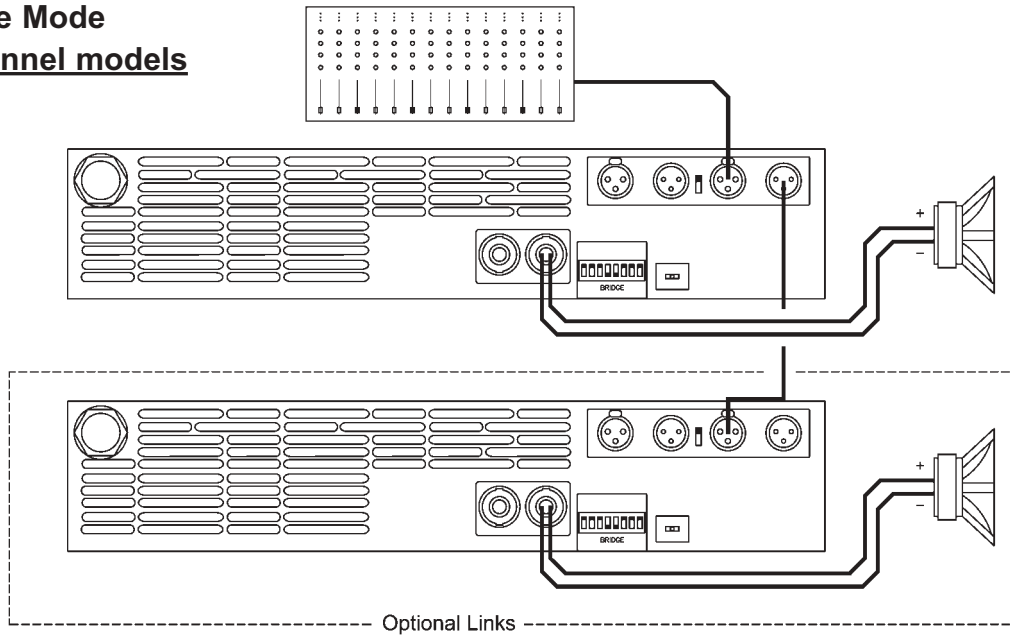 e Mode
nnel models
+
−
BRIDGE
+
−
BRIDGE
Optional Links